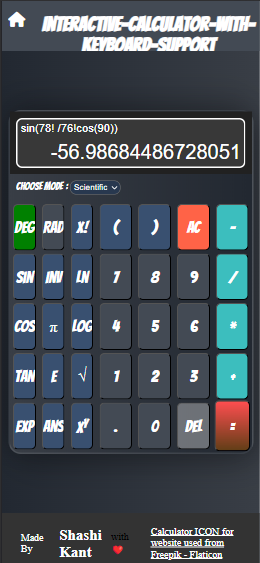 INTERACTIVE-CALCULATOR-WITH-
KEYBOARD-SUPPORT
sin(78! /76!cos(90))
-56.98684486728051
CHOOSE MODE : Scientific
DEG RAD X! ( ) AC -
SIN INV LN 7 8 9 /
COS π LOG 4 5 6 *
TAN E √ 1 2 3 +
EXP ANS Xʸ . 0 DEL =
Made By Shashi Kant with ❤️ Calculator ICON for website used from Freepik - Flaticon